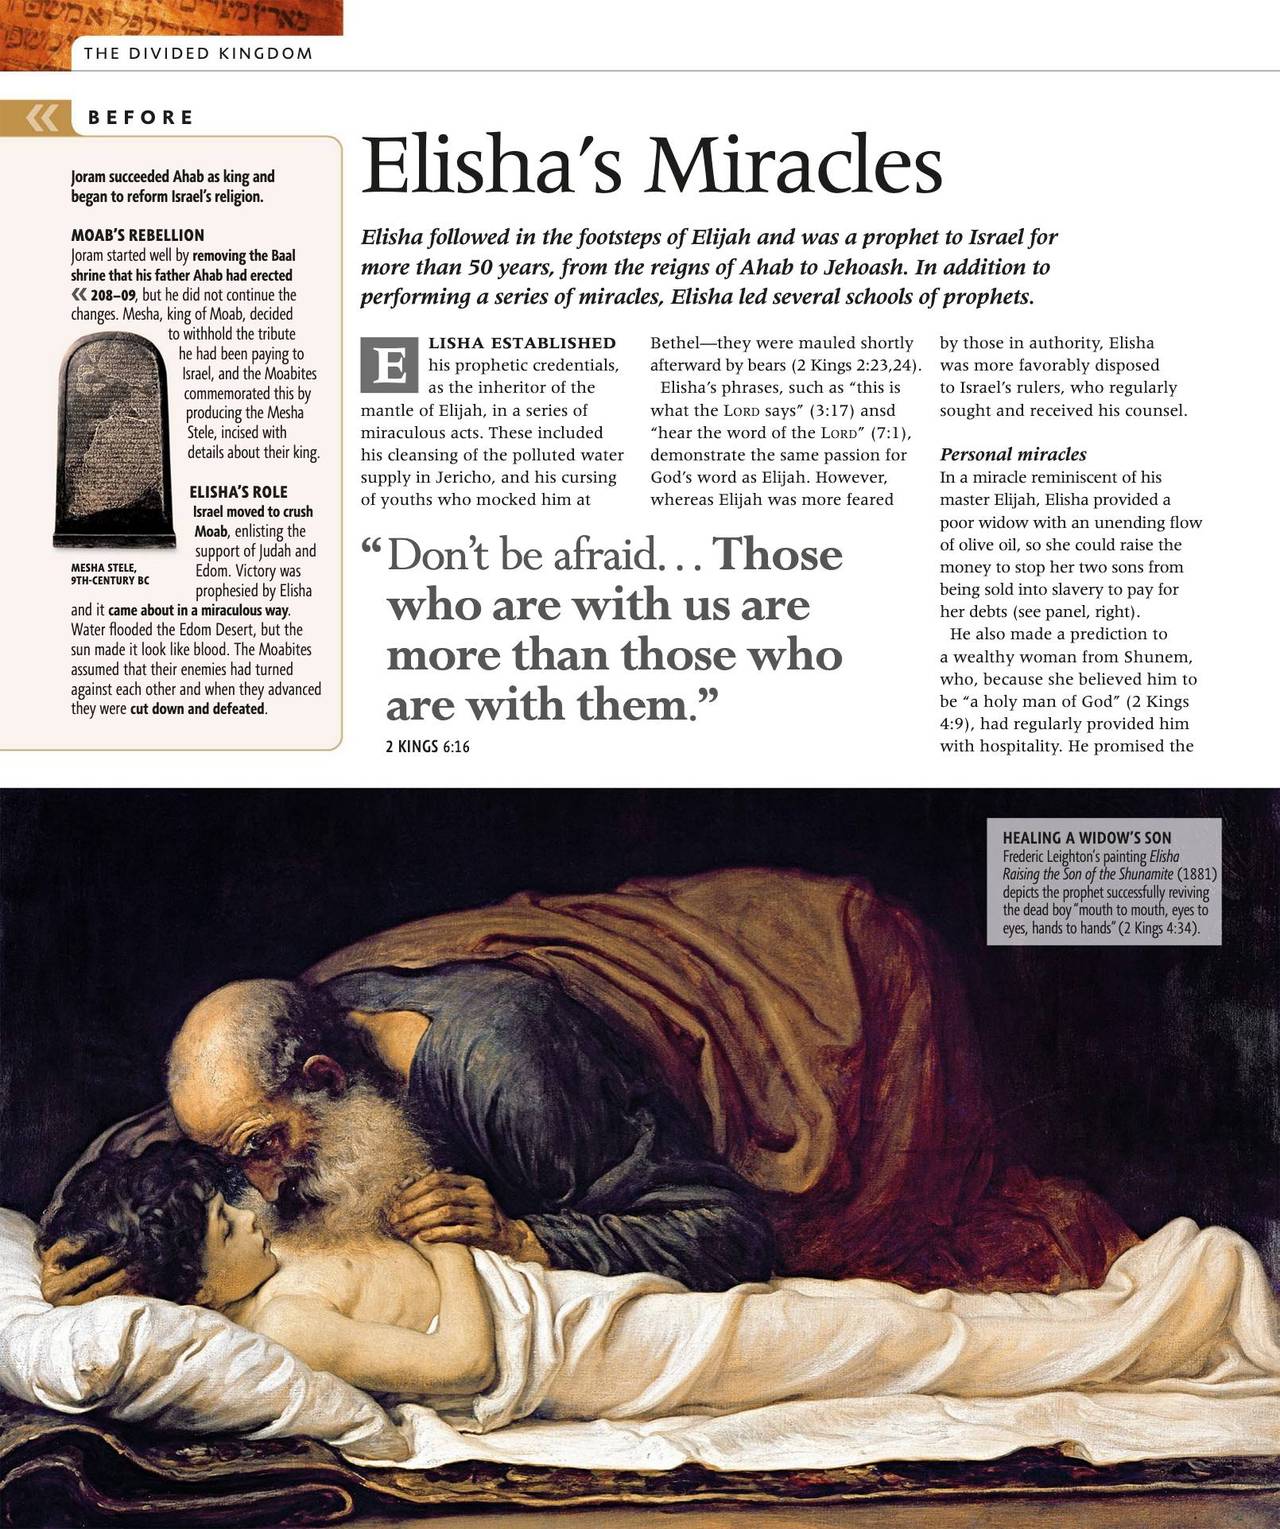 THE DIVIDED KINGDOM
BEFORE
Joram succeeded Ahab as king and
began to reform Israel’s religion.
MOAB’S REBELLION
Joram started well by removing the Baal
shrine that his father Ahab had erected
« 208–09, but he did not continue the
changes. Mesha, king of Moab, decided
to withhold the tribute
he had been paying to
Israel, and the Moabites
commemorated this by
producing the Mesha
Stele, incised with
details about their king.
ELISHA’S ROLE
Israel moved to crush
Moab, enlisting the
support of Judah and
Edom. Victory was
prophesied by Elisha
and it came about in a miraculous way.
Water flooded the Edom Desert, but the
sun made it look like blood. The Moabites
assumed that their enemies had turned
against each other and when they advanced
they were cut down and defeated.
MESHA STELE,
9TH-CENTURY BC
Elisha’s Miracles
Elisha followed in the footsteps of Elijah and was a prophet to Israel for
more than 50 years, from the reigns of Ahab to Jehoash. In addition to
performing a series of miracles, Elisha led several schools of prophets.
ELISHA ESTABLISHED
his prophetic credentials,
as the inheritor of the
mantle of Elijah, in a series of
miraculous acts. These included
his cleansing of the polluted water
supply in Jericho, and his cursing
of youths who mocked him at
Bethel—they were mauled shortly
afterward by bears (2 Kings 2:23,24).
Elisha’s phrases, such as “this is
what the LORD says” (3:17) ansd
“hear the word of the LORD” (7:1),
demonstrate the same passion for
God’s word as Elijah. However,
whereas Elijah was more feared
by those in authority, Elisha
was more favorably disposed
to Israel’s rulers, who regularly
sought and received his counsel.
Personal miracles
In a miracle reminiscent of his
master Elijah, Elisha provided a
poor widow with an unending flow
of olive oil, so she could raise the
money to stop her two sons from
being sold into slavery to pay for
her debts (see panel, right).
He also made a prediction to
a wealthy woman from Shunem,
who, because she believed him to
be “a holy man of God” (2 Kings
4:9), had regularly provided him
with hospitality. He promised the
“Don’t be afraid. . . Those
who are with us are
more than those who
are with them.”
2 KINGS 6:16
HEALING A WIDOW’S SON
Frederic Leighton’s painting Elisha
Raising the Son of the Shunamite (1881)
depicts the prophet successfully reviving
the dead boy “mouth to mouth, eyes to
eyes, hands to hands” (2 Kings 4:34).